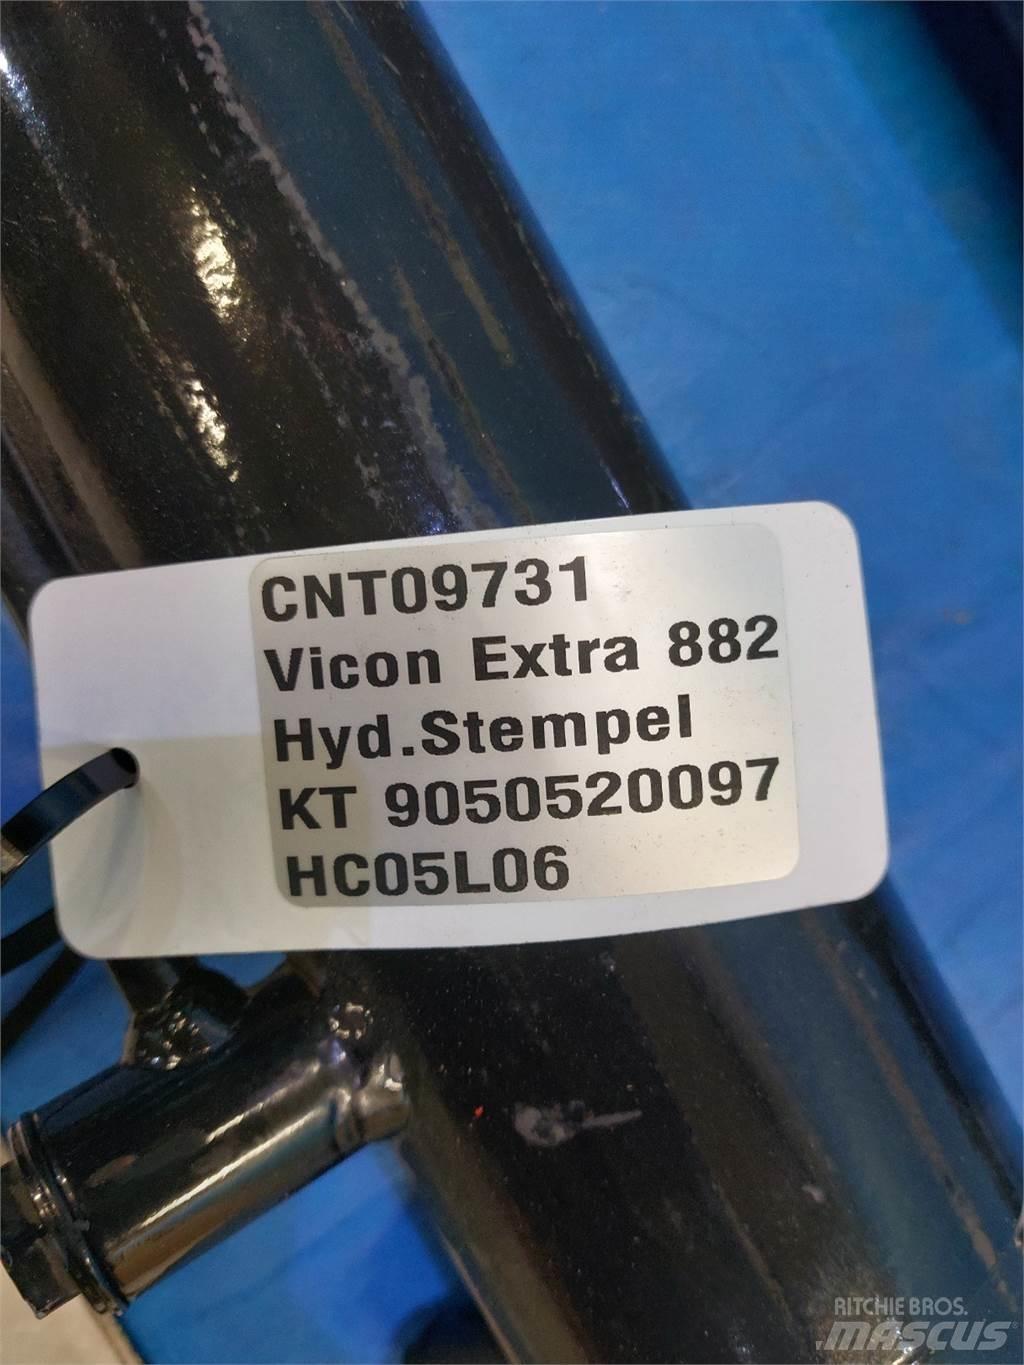 CNT09731
Vicon Extra 882
Hyd.Stempel
KT 9050520097
HC05L06
RITCHIE BROS.
MASCUS